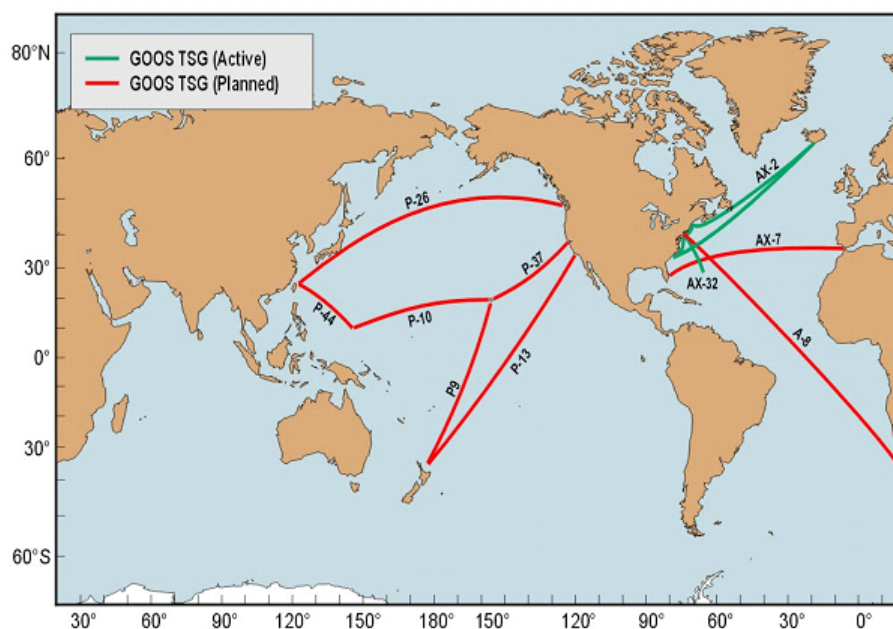 GOOS TSG (Active)
GOOS TSG (Planned)
80°N
60°
30°
0°
30°
60°S
P-26
P-37
P-10
P-44
P9
P-13
AX-2
AX-7
AX-32
A-8
30° 60° 90° 120° 150° 180° 150° 120° 90° 60° 30° 0°